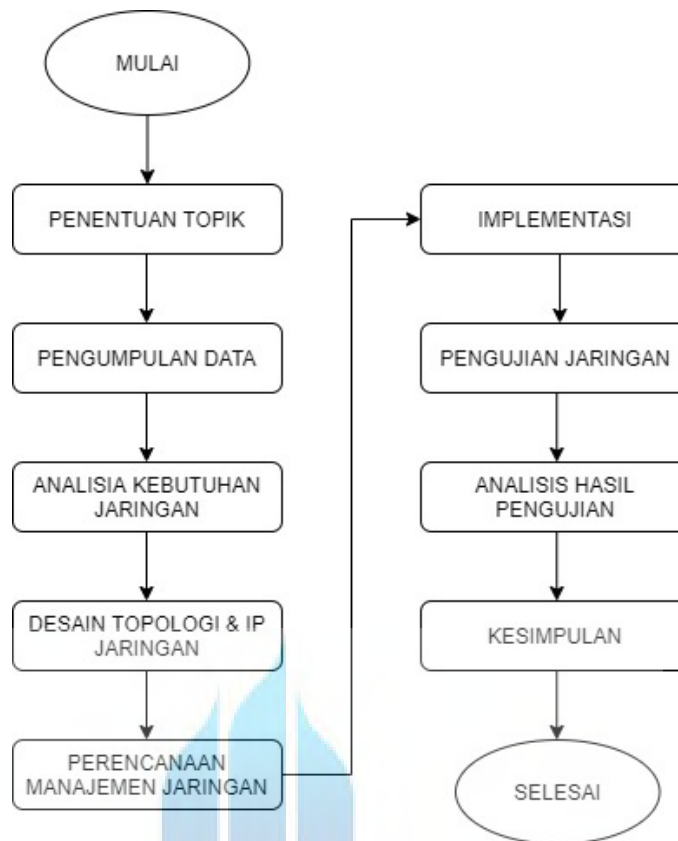 MULAI
PENENTUAN TOPIK
PENGUMPULAN DATA
ANALISIA KEBUTUHAN
JARINGAN
DESAIN TOPOLOGI & IP
JARINGAN
PERENCANAAN
MANAJEMEN JARINGAN
IMPLEMENTASI
PENGUJIAN JARINGAN
ANALISIS HASIL
PENGUJIAN
KESIMPULAN
SELESAI